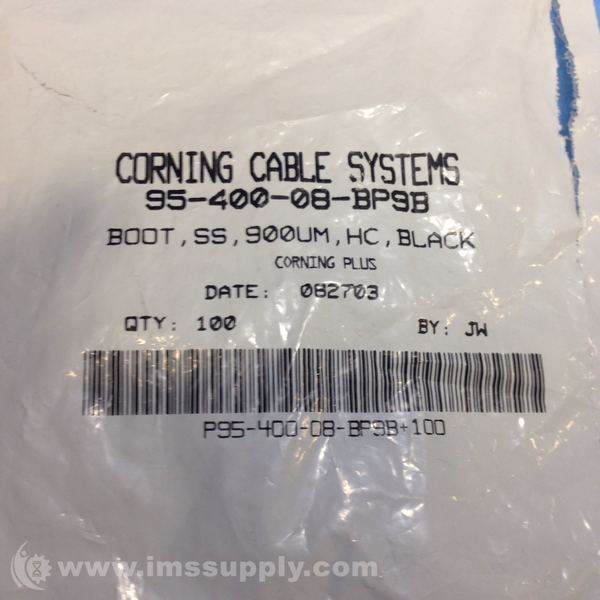 CORNING CABLE SYSTEMS
95-400-08-BP9B
BOOT, SS, 900UM, HC, BLACK
CORNING PLUS
DATE: 082703
QTY: 100 BY: JW
P95-400-08-BP9B+100
www.imssupply.com